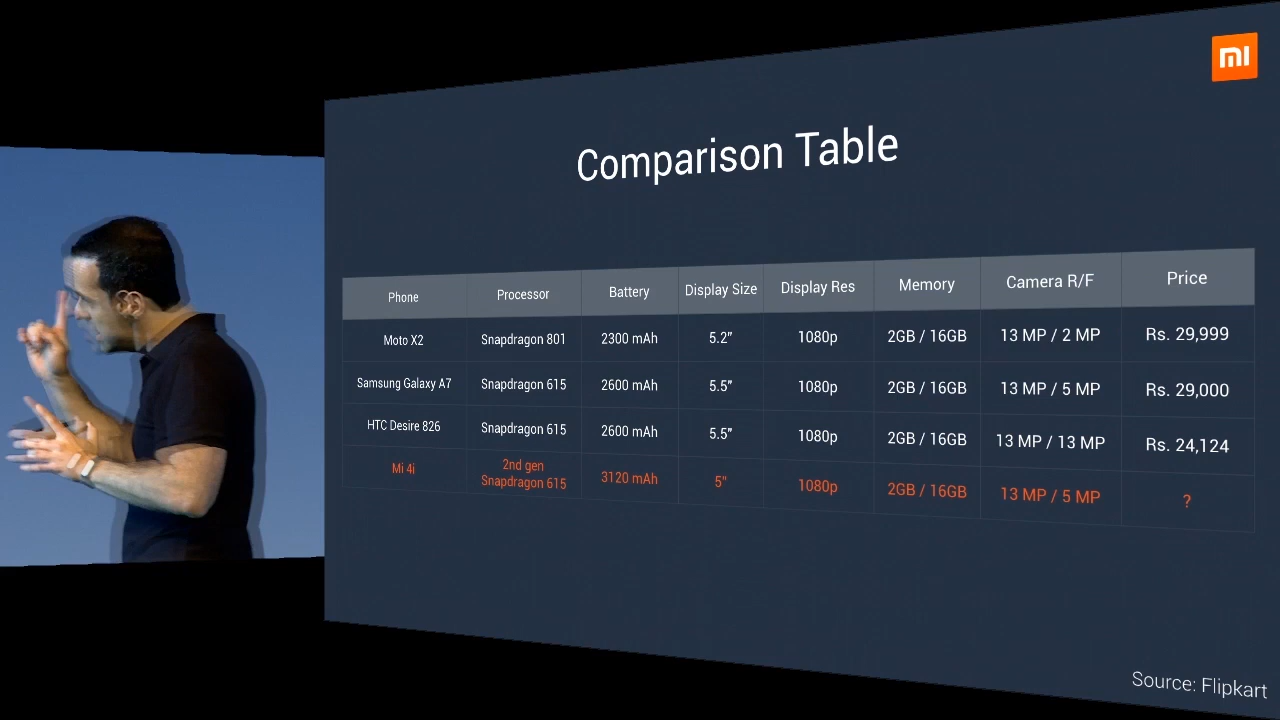 mi
Comparison Table
Phone Processor Battery Display Size Display Res Memory Camera R/F Price
Moto X2 Snapdragon 801 2300 mAh 5.2" 1080p 2GB / 16GB 13 MP / 2 MP Rs. 29,999
Samsung Galaxy A7 Snapdragon 615 2600 mAh 5.5" 1080p 2GB / 16GB 13 MP / 5 MP Rs. 29,000
HTC Desire 826 Snapdragon 615 2600 mAh 5.5" 1080p 2GB / 16GB 13 MP / 13 MP Rs. 24,124
Mi 4i 2nd gen Snapdragon 615 3120 mAh 5" 1080p 2GB / 16GB 13 MP / 5 MP ?
Source: Flipkart